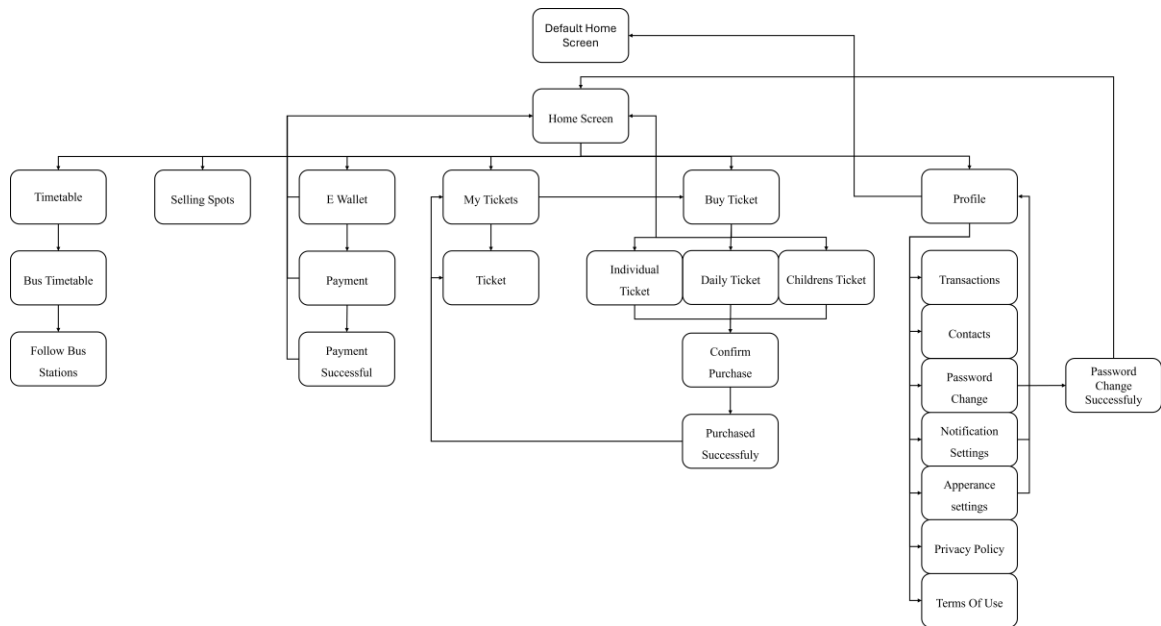 Default Home
Screen
Home Screen
Timetable
Selling Spots
E Wallet
My Tickets
Buy Ticket
Profile
Bus Timetable
Payment
Ticket
Individual
Ticket
Daily Ticket
Childrens Ticket
Transactions
Follow Bus
Stations
Payment
Successful
Confirm
Purchase
Contacts
Password
Change
Password
Change
Successfuly
Purchased
Successfuly
Notification
Settings
Apperance
settings
Privacy Policy
Terms Of Use